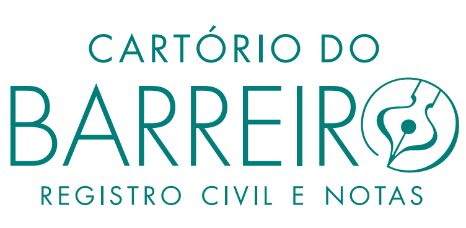 CARTÓRIO DO
BARREIRO
REGISTRO CIVIL E NOTAS